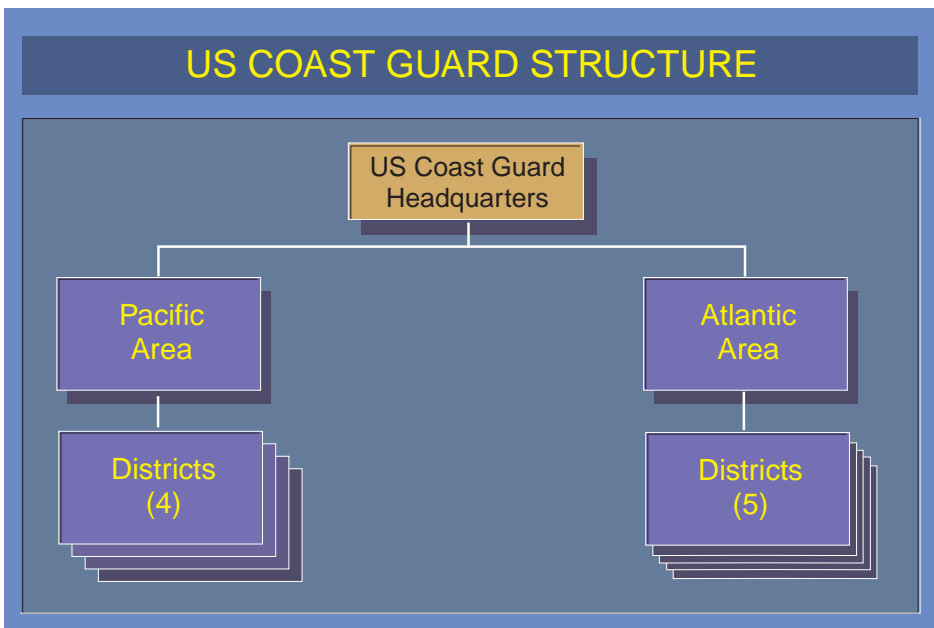 US COAST GUARD STRUCTURE
US Coast Guard
Headquarters
Pacific
Area
Atlantic
Area
Districts
(4)
Districts
(5)